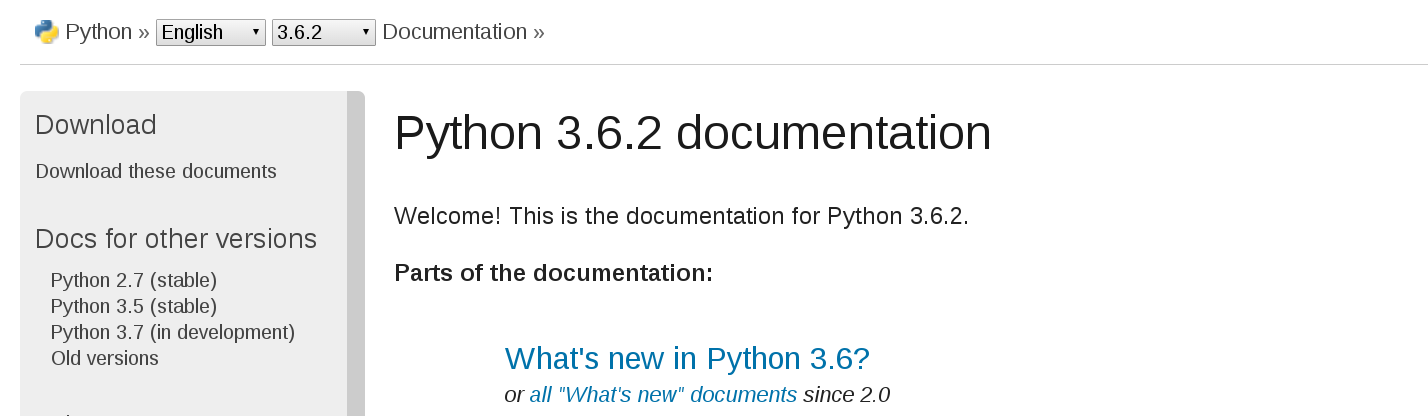 Python » English 3.6.2 Documentation »
Download
Download these documents
Docs for other versions
Python 2.7 (stable)
Python 3.5 (stable)
Python 3.7 (in development)
Old versions
Python 3.6.2 documentation
Welcome! This is the documentation for Python 3.6.2.
Parts of the documentation:
What's new in Python 3.6?
or all "What's new" documents since 2.0